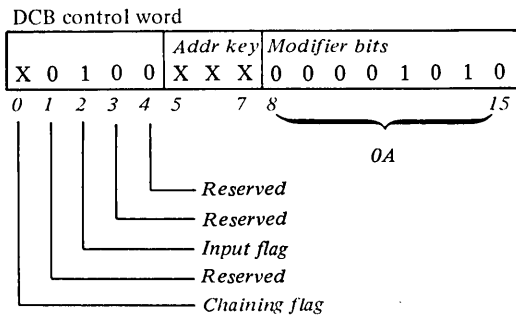 DCB control word
Addr key Modifier bits
X 0 1 0 0 X X X 0 0 0 0 1 0 1 0
0 1 2 3 4 5 7 8 15
0A
Reserved
Reserved
Input flag
Reserved
Chaining flag